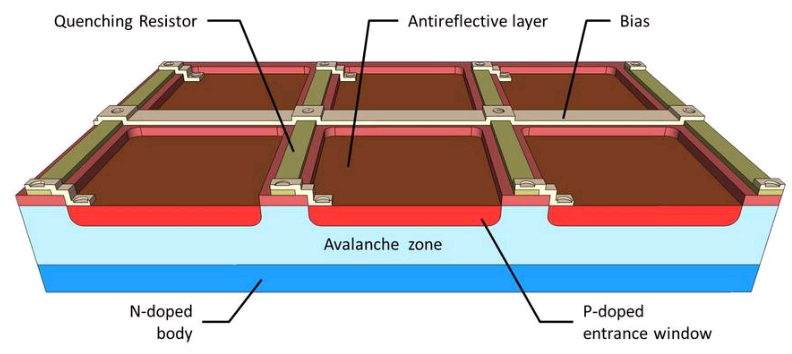 Quenching Resistor
Antireflective layer
Bias
Avalanche zone
N-doped
body
P-doped
entrance window